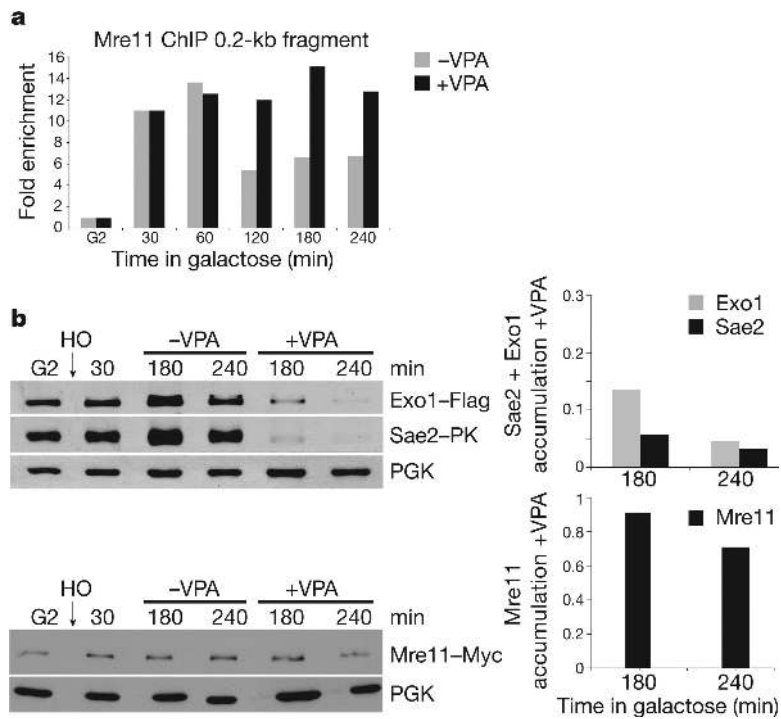 a
Mre11 ChIP 0.2-kb fragment
–VPA
+VPA
Fold enrichment
16
14
12
10
8
6
4
2
0
G2 30 60 120 180 240
Time in galactose (min)
b
HO –VPA +VPA
G2 30 180 240 180 240 min
Exo1–Flag
Sae2–PK
PGK
Sae2 + Exo1
accumulation +VPA
0.3
0.15
0
Exo1
Sae2
180 240
HO –VPA +VPA
G2 30 180 240 180 240 min
Mre11–Myc
PGK
Mre11
accumulation +VPA
1
0.8
0.6
0.4
0.2
0
Mre11
180 240
Time in galactose (min)